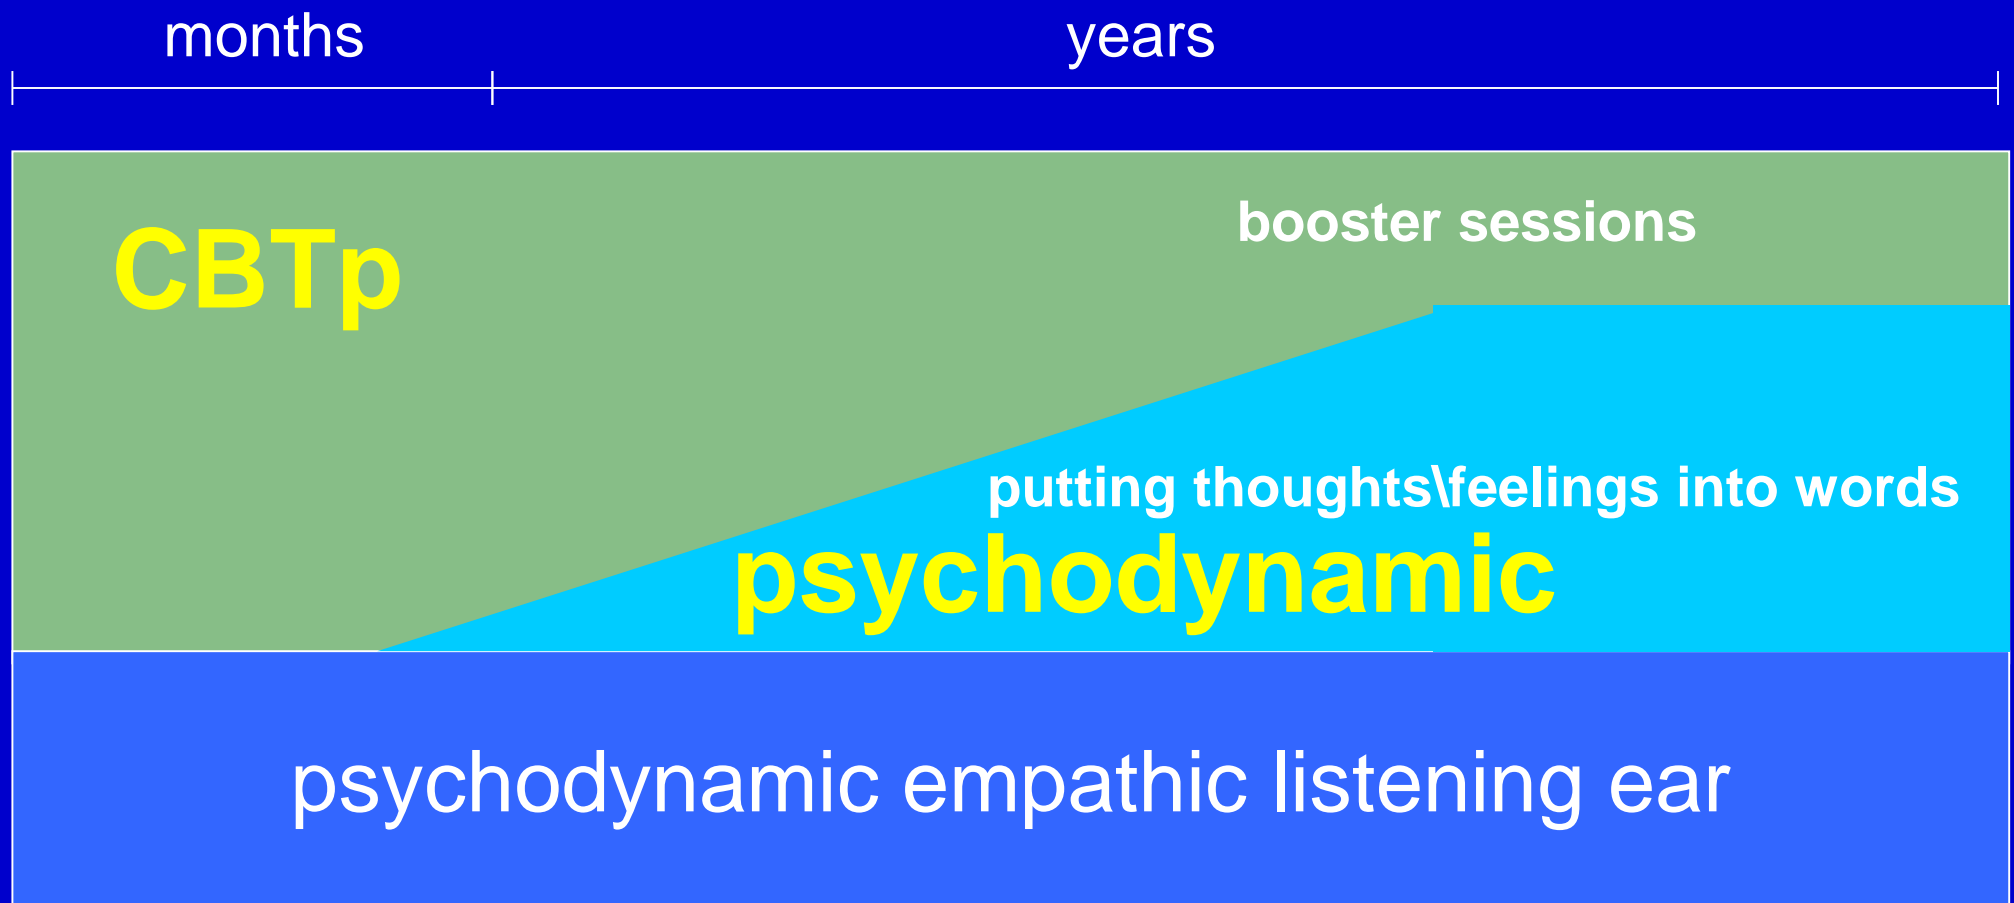 months years
CBTp
booster sessions
putting thoughts\feelings into words
psychodynamic
psychodynamic empathic listening ear